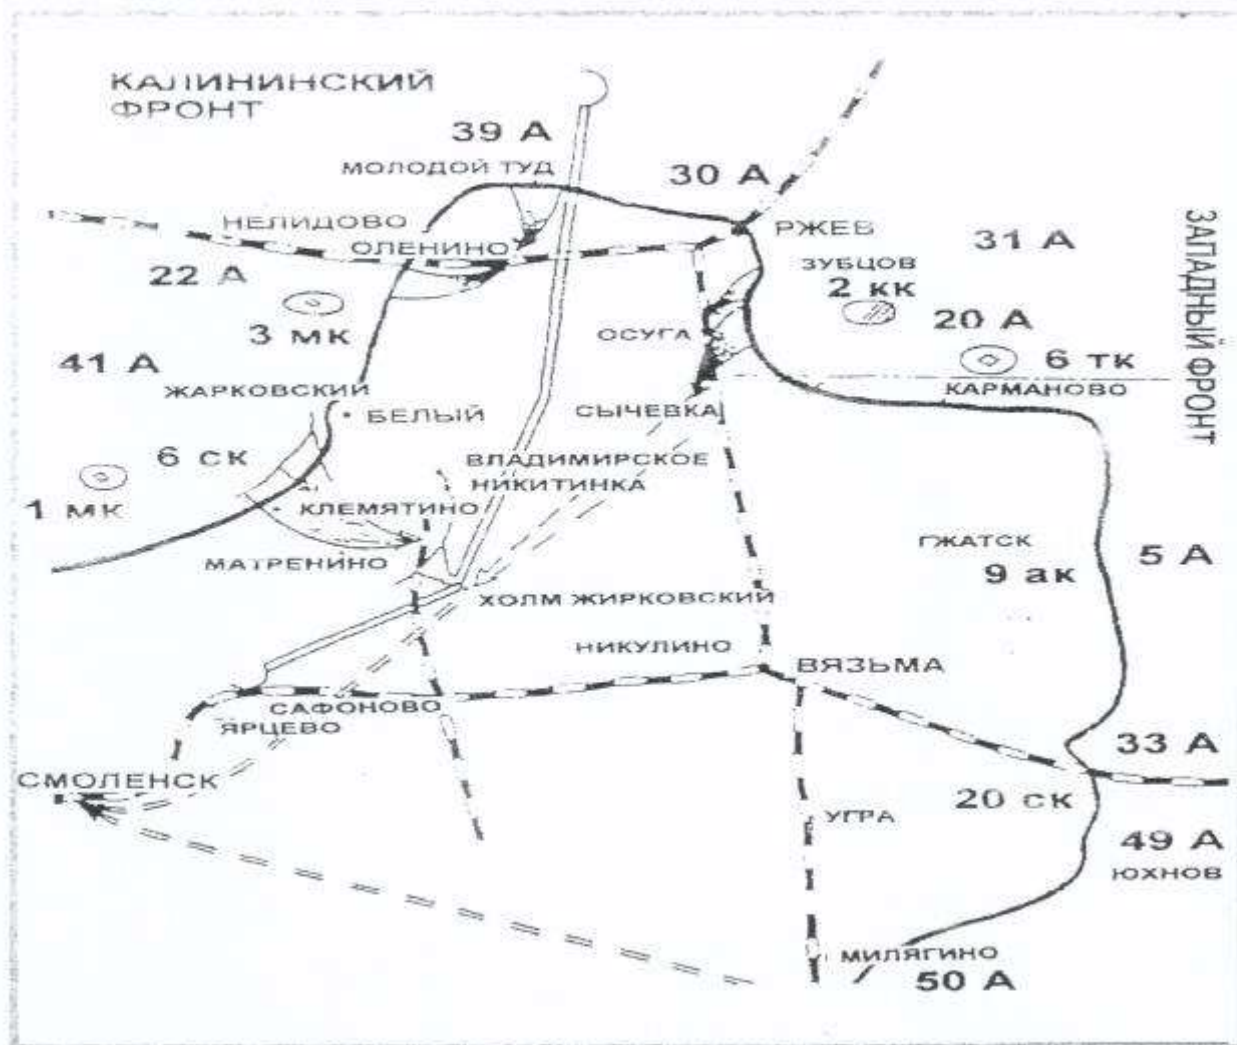 КАЛИНИНСКИЙ
ФРОНТ
39 А
МОЛОДОЙ ТУД
30 А
НЕЛИДОВО
РЖЕВ
31 А
ОЛЕНИНО
22 А
ЗУБЦОВ
2 КК
ЗАПАДНЫЙ ФРОНТ
3 МК
ОСУГА
20 А
41 А
6 ТК
ЖАРКОВСКИЙ
КАРМАНОВО
БЕЛЫЙ
СЫЧЕВКА
6 СК
ВЛАДИМИРСКОЕ
НИКИТИНКА
1 МК
КЛЕМЯТИНО
ГЖАТСК
5 А
МАТРЕНИНО
9 АК
ХОЛМ ЖИРКОВСКИЙ
НИКУЛИНО
ВЯЗЬМА
САФОНОВО
ЯРЦЕВО
33 А
СМОЛЕНСК
20 СК
УГРА
49 А
ЮХНОВ
МИЛЯГИНО
50 А